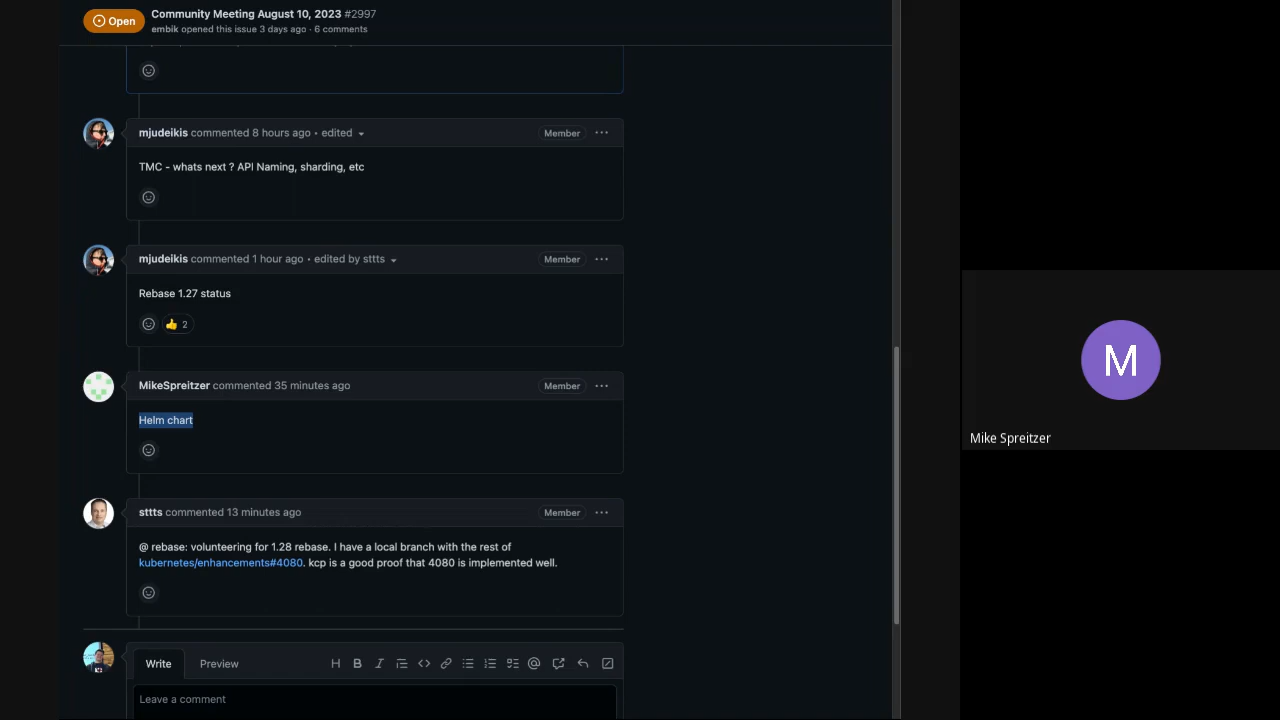 Open
Community Meeting August 10, 2023 #2997
embik opened this issue 3 days ago · 6 comments
mjudeikis commented 8 hours ago • edited
Member
TMC - whats next ? API Naming, sharding, etc
mjudeikis commented 1 hour ago • edited by sttts
Member
Rebase 1.27 status
👍 2
MikeSpreitzer commented 35 minutes ago
Member
Helm chart
sttts commented 13 minutes ago
Member
@ rebase: volunteering for 1.28 rebase. I have a local branch with the rest of
kubernetes/enhancements#4080. kcp is a good proof that 4080 is implemented well.
Write
Preview
Leave a comment
M
Mike Spreitzer